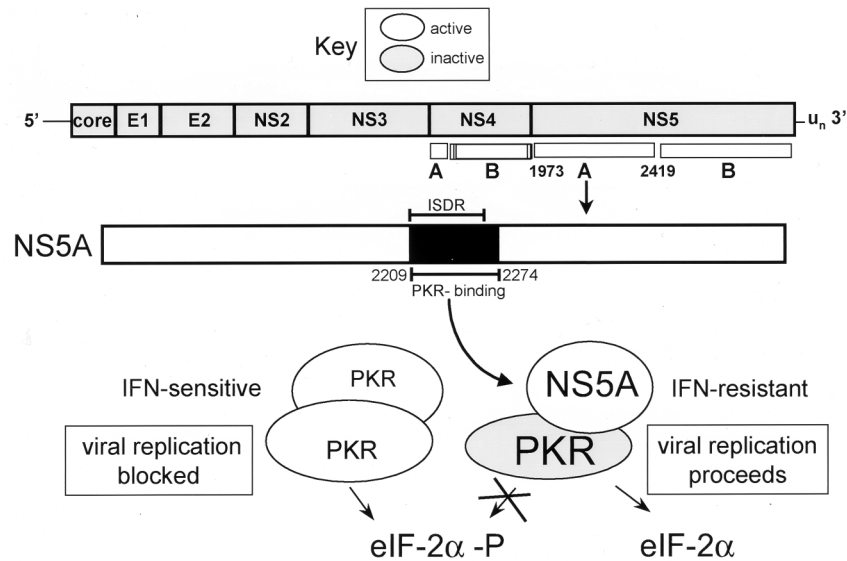 Key
active
inactive
5' core E1 E2 NS2 NS3 NS4 NS5 un 3'
A B 1973 A 2419 B
ISDR
NS5A
2209 2274
PKR- binding
IFN-sensitive PKR NS5A IFN-resistant
viral replication
blocked
PKR PKR
viral replication
proceeds
eIF-2α -P eIF-2α